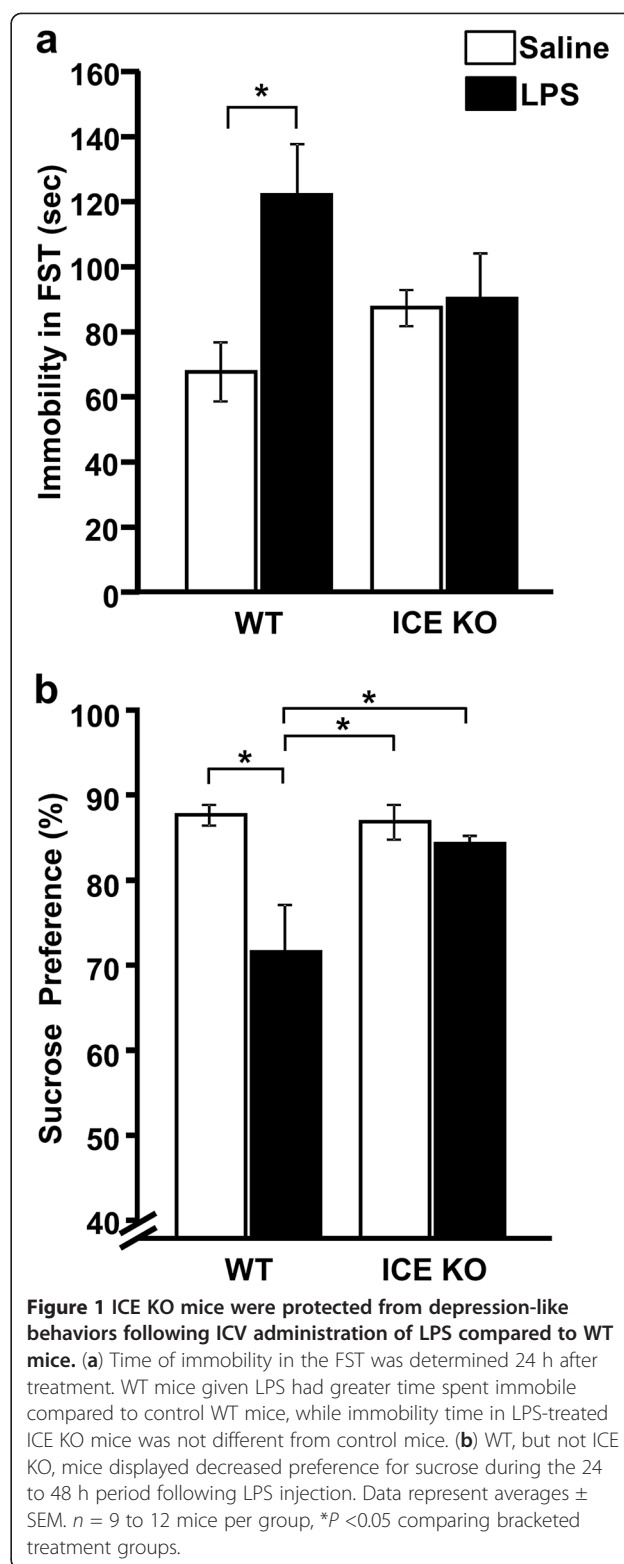 a
Saline
LPS
160
140
120
100
80
60
40
20
0
Immobility in FST (sec)
*
WT ICE KO
b
100
90
80
70
60
50
40
Sucrose Preference (%)
*
*
*
WT ICE KO
Figure 1 ICE KO mice were protected from depression-like
behaviors following ICV administration of LPS compared to WT
mice. (a) Time of immobility in the FST was determined 24 h after
treatment. WT mice given LPS had greater time spent immobile
compared to control WT mice, while immobility time in LPS-treated
ICE KO mice was not different from control mice. (b) WT, but not ICE
KO, mice displayed decreased preference for sucrose during the 24
to 48 h period following LPS injection. Data represent averages ±
SEM. n = 9 to 12 mice per group, *P <0.05 comparing bracketed
treatment groups.